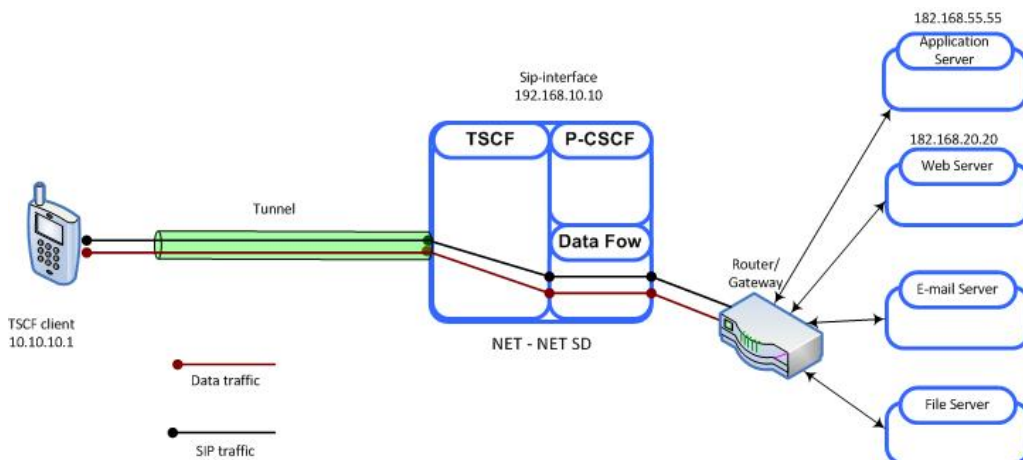 182.168.55.55
Application
Server
Sip-interface
192.168.10.10
TSCF
P-CSCF
182.168.20.20
Web Server
Tunnel
Data Fow
Router/
Gateway
E-mail Server
TSCF client
10.10.10.1
NET - NET SD
Data traffic
File Server
SIP traffic